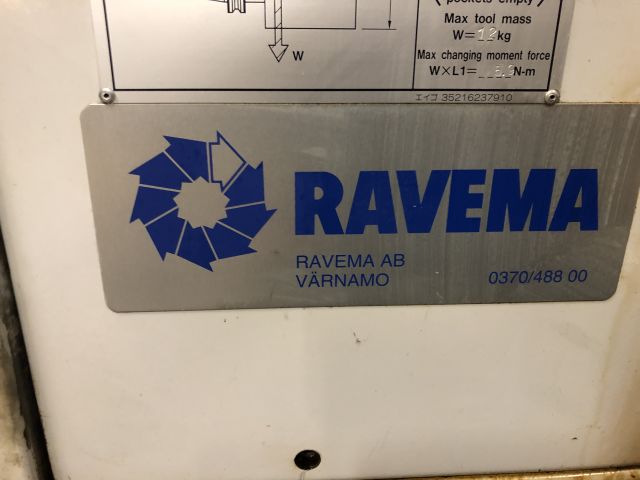 pockets empty
Max tool mass
W=12kg
Max changing moment force
W×L1= N-m
W
エイコ 35216237910
RAVEMA
RAVEMA AB
VÄRNAMO
0370/488 00